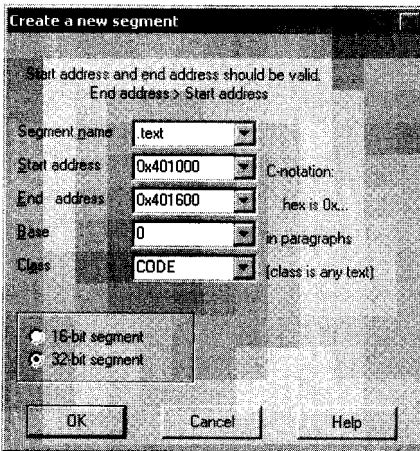 Create a new segment
Start address and end address should be valid.
End address > Start address
Segment name .text
Start address 0x401000 C-notation:
End address 0x401600 hex is 0x...
Base 0 in paragraphs
Class CODE (class is any text)
16-bit segment
32-bit segment
OK Cancel Help